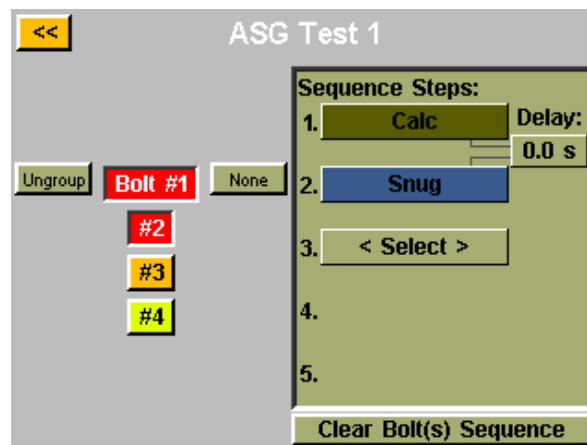 <<
ASG Test 1
Sequence Steps:
1. Calc
Delay:
0.0 s
Ungroup
Bolt #1
None
2. Snug
#2
3. < Select >
#3
#4
4.
5.
Clear Bolt(s) Sequence